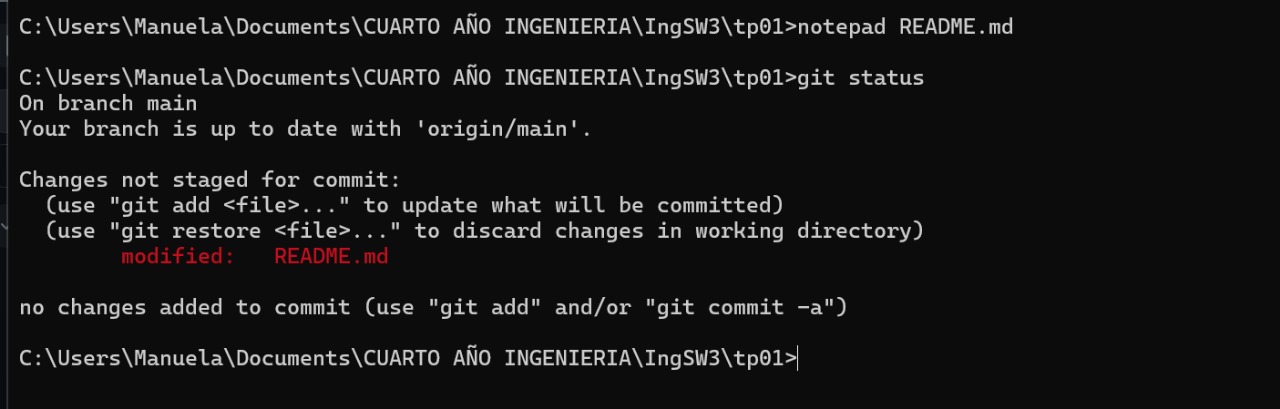 C:\Users\Manuela\Documents\CUARTO AÑO INGENIERIA\IngSW3\tp01>notepad README.md
C:\Users\Manuela\Documents\CUARTO AÑO INGENIERIA\IngSW3\tp01>git status
On branch main
Your branch is up to date with 'origin/main'.
Changes not staged for commit:
  (use "git add <file>..." to update what will be committed)
  (use "git restore <file>..." to discard changes in working directory)
        modified:   README.md
no changes added to commit (use "git add" and/or "git commit -a")
C:\Users\Manuela\Documents\CUARTO AÑO INGENIERIA\IngSW3\tp01>